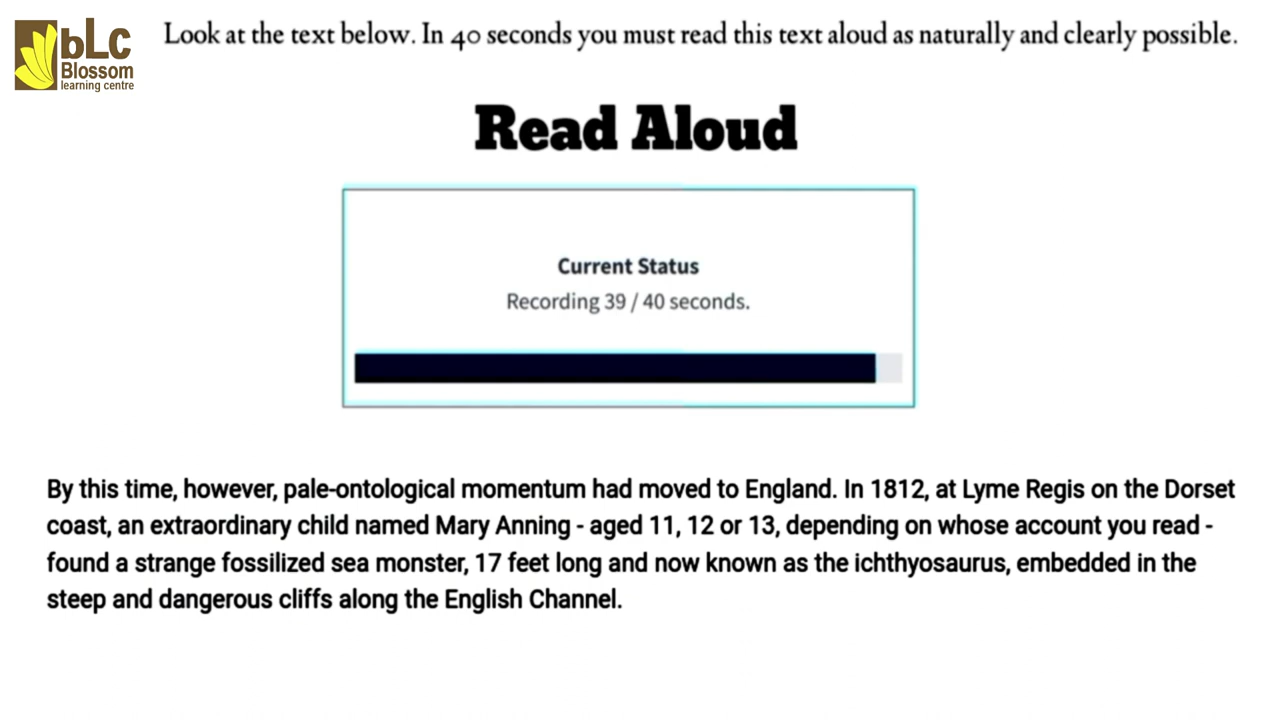 bLc
Blossom
learning centre
Look at the text below. In 40 seconds you must read this text aloud as naturally and clearly possible.
Read Aloud
Current Status
Recording 39 / 40 seconds.
By this time, however, pale-ontological momentum had moved to England. In 1812, at Lyme Regis on the Dorset
coast, an extraordinary child named Mary Anning - aged 11, 12 or 13, depending on whose account you read -
found a strange fossilized sea monster, 17 feet long and now known as the ichthyosaurus, embedded in the
steep and dangerous cliffs along the English Channel.